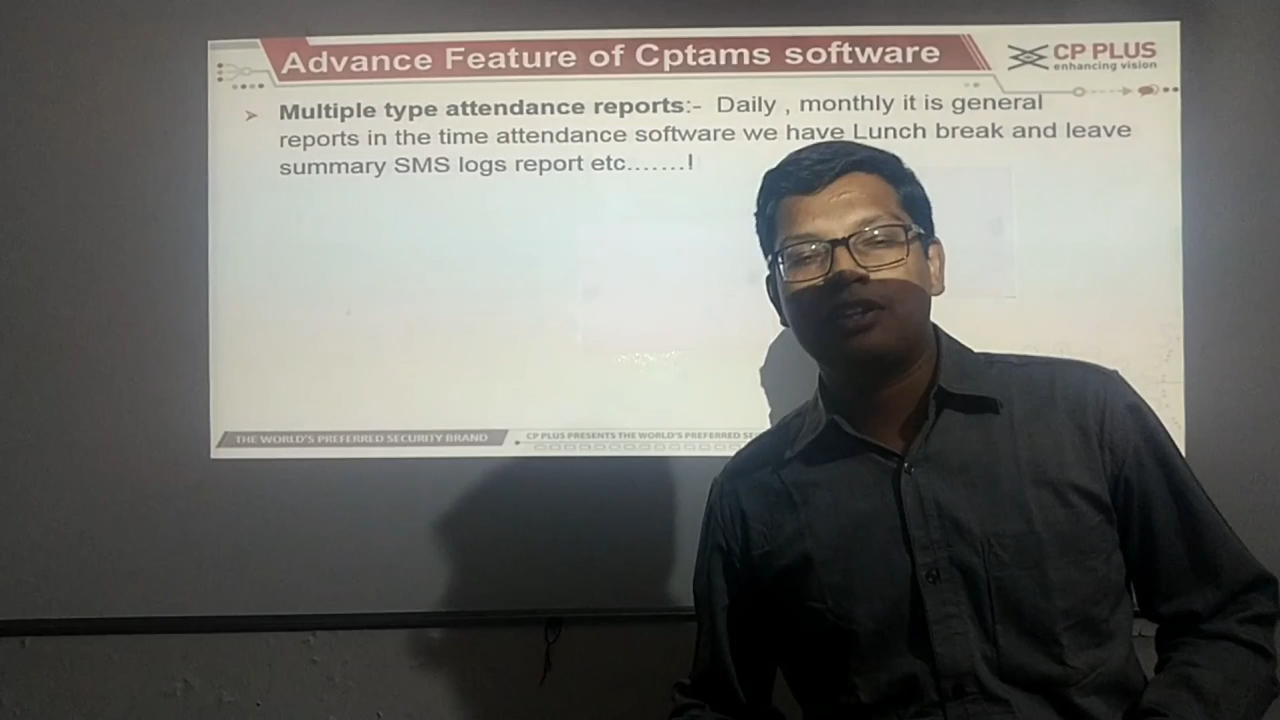 Advance Feature of Cptams software
CP PLUS
enhancing vision
➢ Multiple type attendance reports:- Daily , monthly it is general
reports in the time attendance software we have Lunch break and leave
summary SMS logs report etc.......!
THE WORLD'S PREFERRED SECURITY BRAND
CP PLUS PRESENTS THE WORLD'S PREFERRED